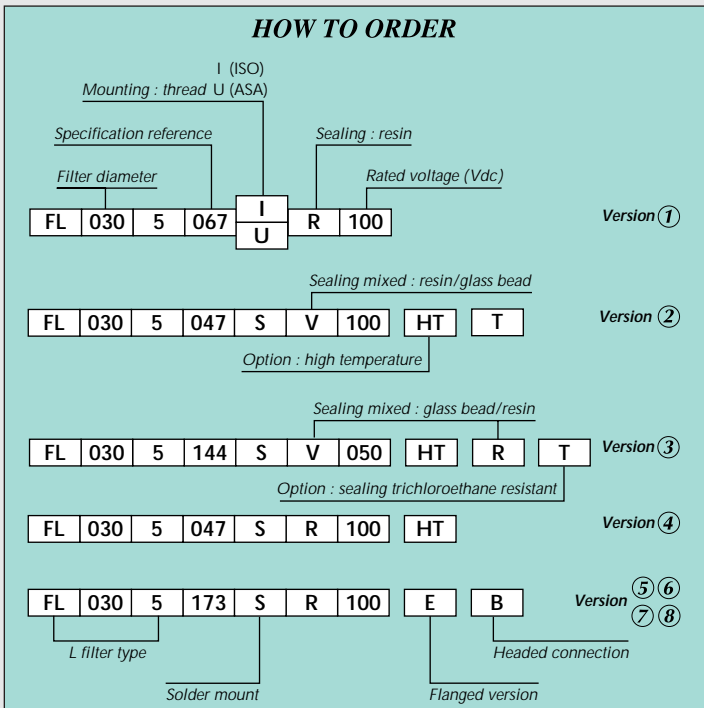 HOW TO ORDER
I (ISO)
Mounting : thread U (ASA)
Specification reference
Sealing : resin
Filter diameter
Rated voltage (Vdc)
FL 030 5 067 I R 100 Version 1
U
Sealing mixed : resin/glass bead
FL 030 5 047 S V 100 HT T Version 2
Option : high temperature
Sealing mixed : glass bead/resin
FL 030 5 144 S V 050 HT R T Version 3
Option : sealing trichloroethane resistant
FL 030 5 047 S R 100 HT Version 4
FL 030 5 173 S R 100 E B Version 5 6
7 8
L filter type
Headed connection
Solder mount
Flanged version